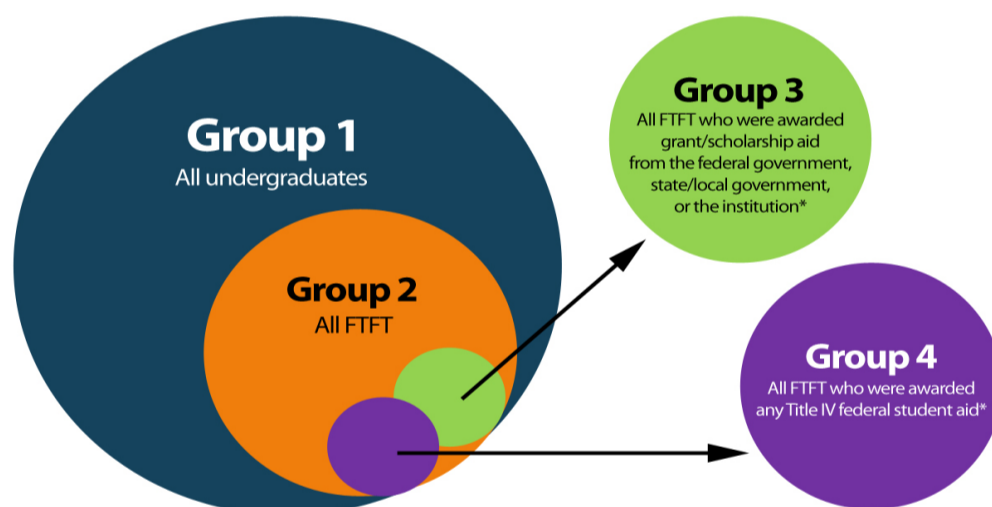 Group 1
All undergraduates
Group 2
All FTFT
Group 3
All FTFT who were awarded
grant/scholarship aid
from the federal government,
state/local government,
or the institution*
Group 4
All FTFT who were awarded
any Title IV federal student aid*